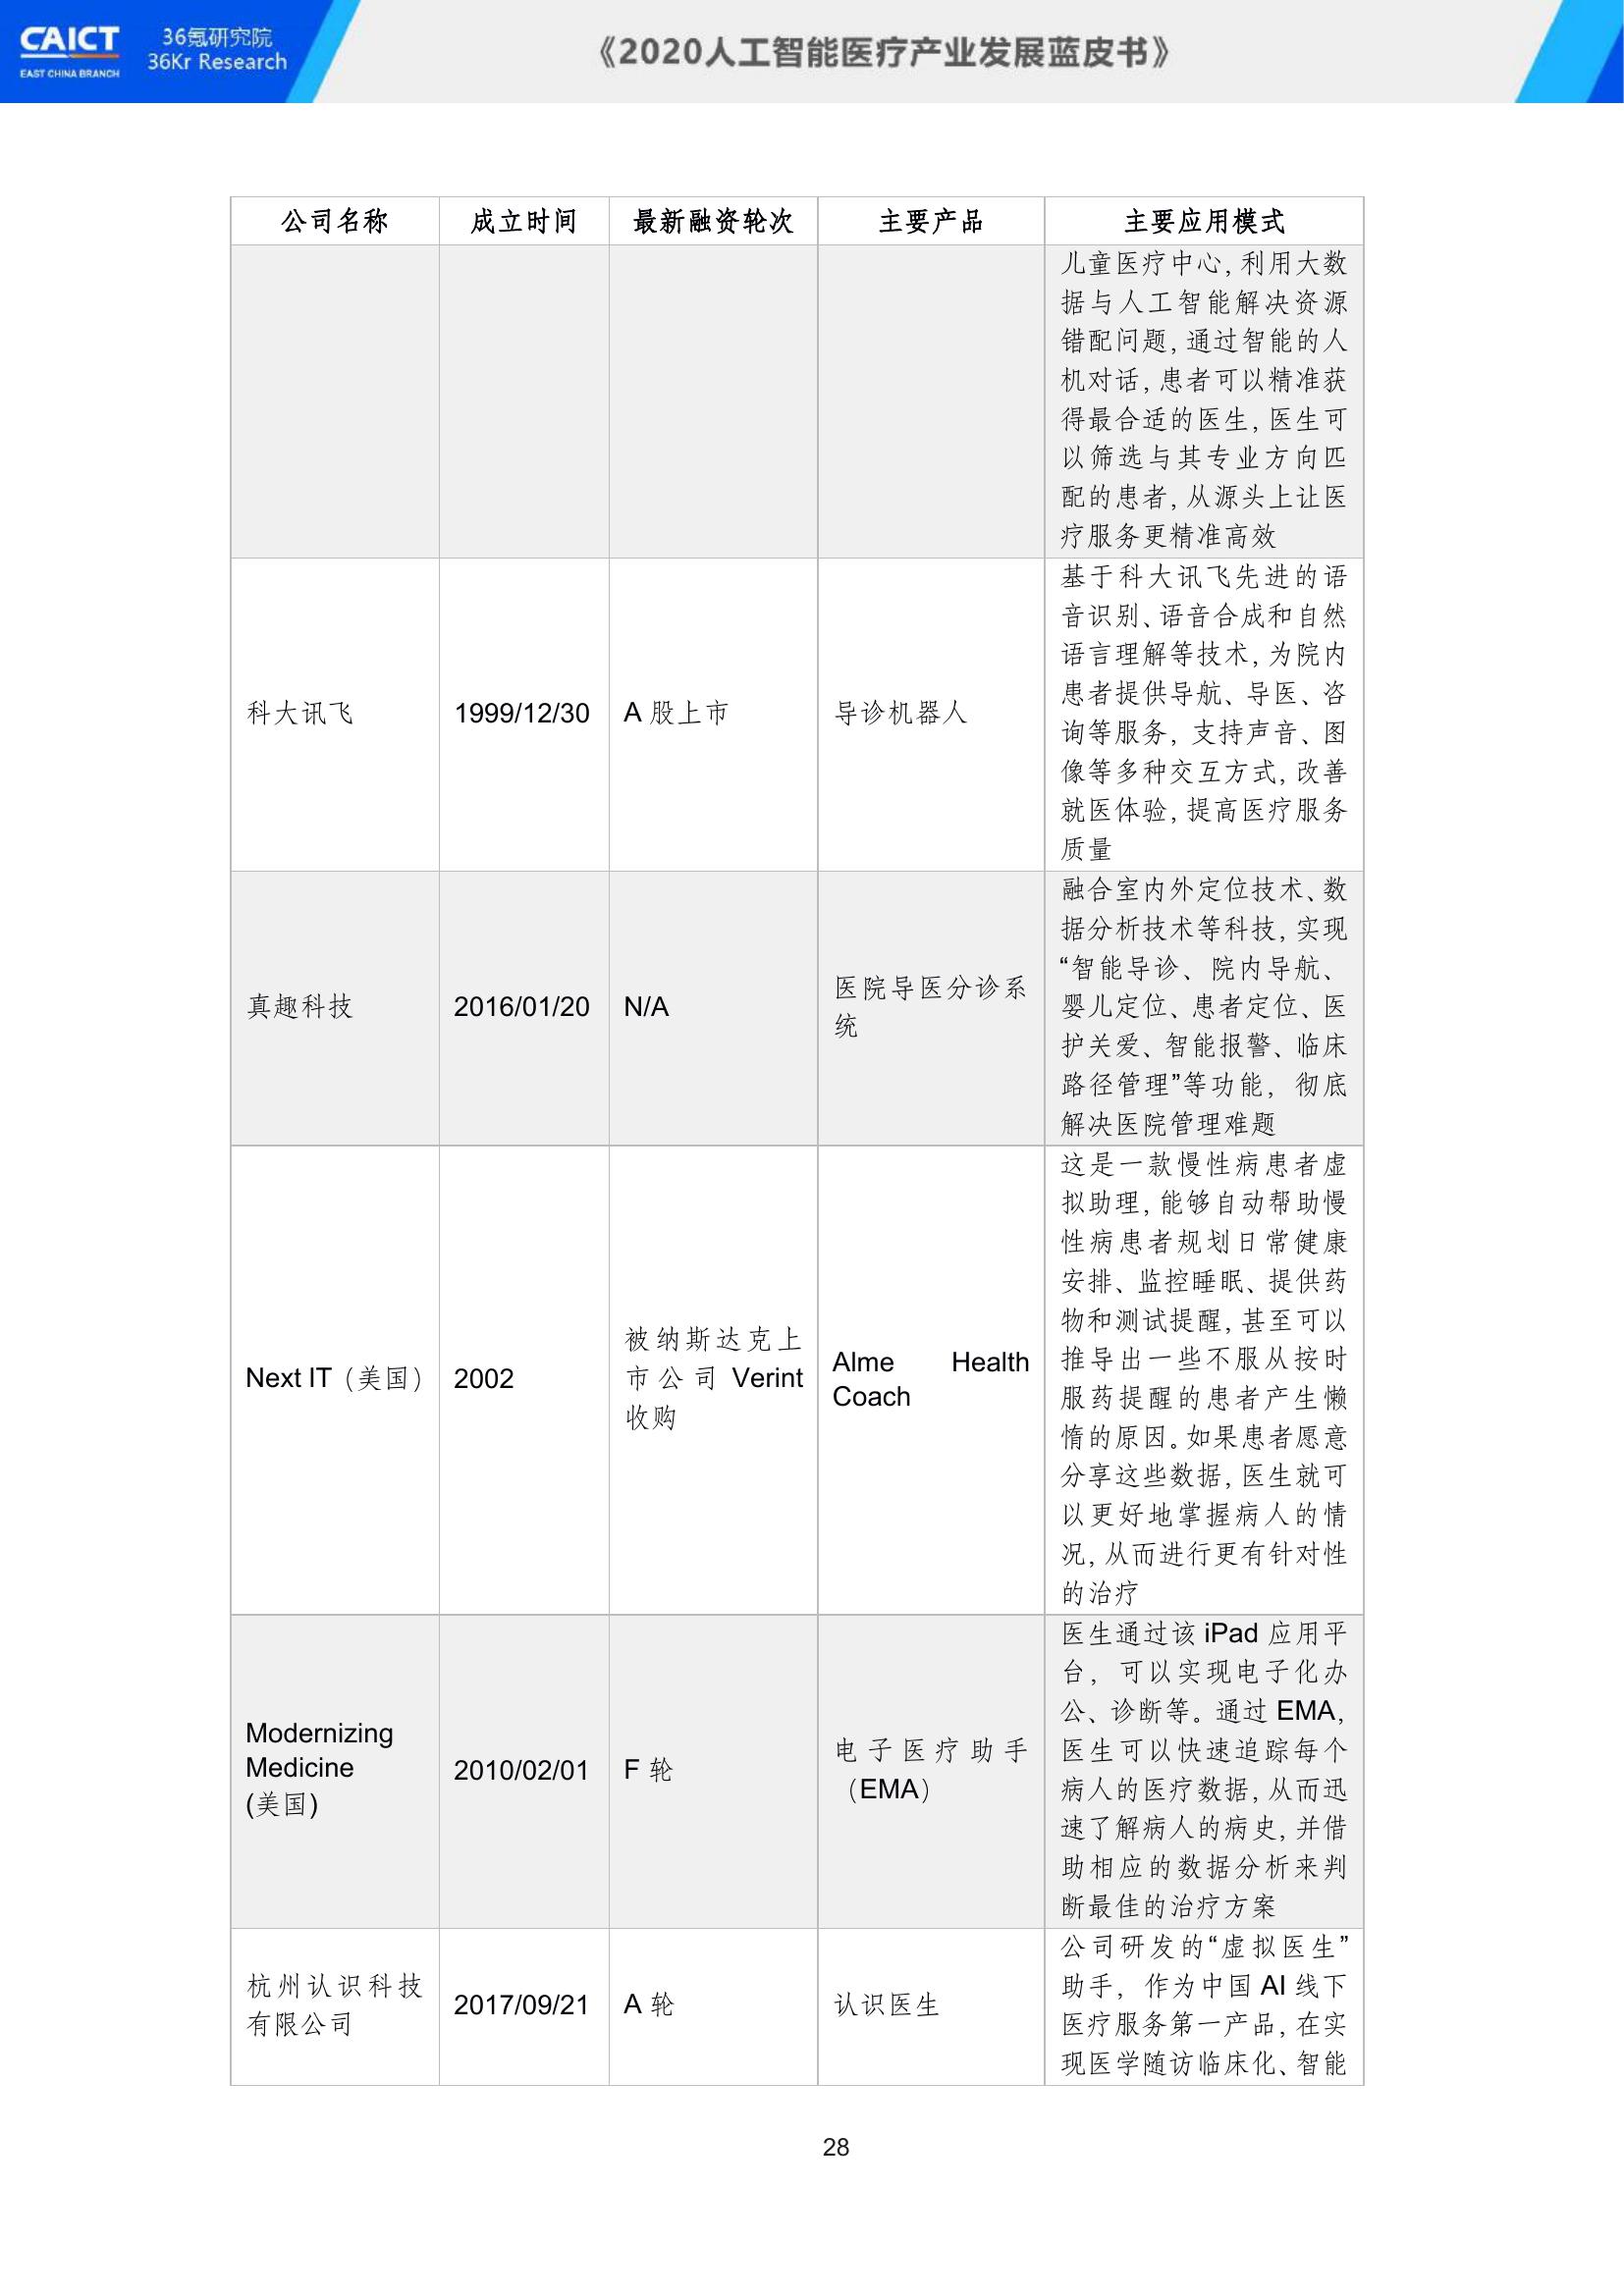 CAICT
EAST CHINA BRANCH
36氪研究院
36Kr Research
《2020人工智能医疗产业发展蓝皮书》
公司名称 成立时间 最新融资轮次 主要产品 主要应用模式
儿童医疗中心,利用大数
据与人工智能解决资源
错配问题,通过智能的人
机对话,患者可以精准获
得最合适的医生,医生可
以筛选与其专业方向匹
配的患者,从源头上让医
疗服务更精准高效
科大讯飞
1999/12/30
A 股上市
导诊机器人
基于科大讯飞先进的语
音识别、语音合成和自然
语言理解等技术,为院内
患者提供导航、导医、咨
询等服务,支持声音、图
像等多种交互方式,改善
就医体验,提高医疗服务
质量
真趣科技
2016/01/20
N/A
医院导医分诊系
统
融合室内外定位技术、数
据分析技术等科技,实现
“智能导诊、院内导航、
婴儿定位、患者定位、医
护关爱、智能报警、临床
路径管理”等功能,彻底
解决医院管理难题
Next IT（美国）
2002
被纳斯达克上
市公司 Verint
收购
Alme Health
Coach
这是一款慢性病患者虚
拟助理,能够自动帮助慢
性病患者规划日常健康
安排、监控睡眠、提供药
物和测试提醒,甚至可以
推导出一些不服从按时
服药提醒的患者产生懒
惰的原因。如果患者愿意
分享这些数据,医生就可
以更好地掌握病人的情
况,从而进行更有针对性
的治疗
Modernizing
Medicine
(美国)
2010/02/01
F 轮
电子医疗助手
（EMA）
医生通过该 iPad 应用平
台,可以实现电子化办
公、诊断等。通过 EMA,
医生可以快速追踪每个
病人的医疗数据,从而迅
速了解病人的病史,并借
助相应的数据分析来判
断最佳的治疗方案
杭州认识科技
有限公司
2017/09/21
A 轮
认识医生
公司研发的“虚拟医生”
助手,作为中国 AI 线下
医疗服务第一产品,在实
现医学随访临床化、智能
28